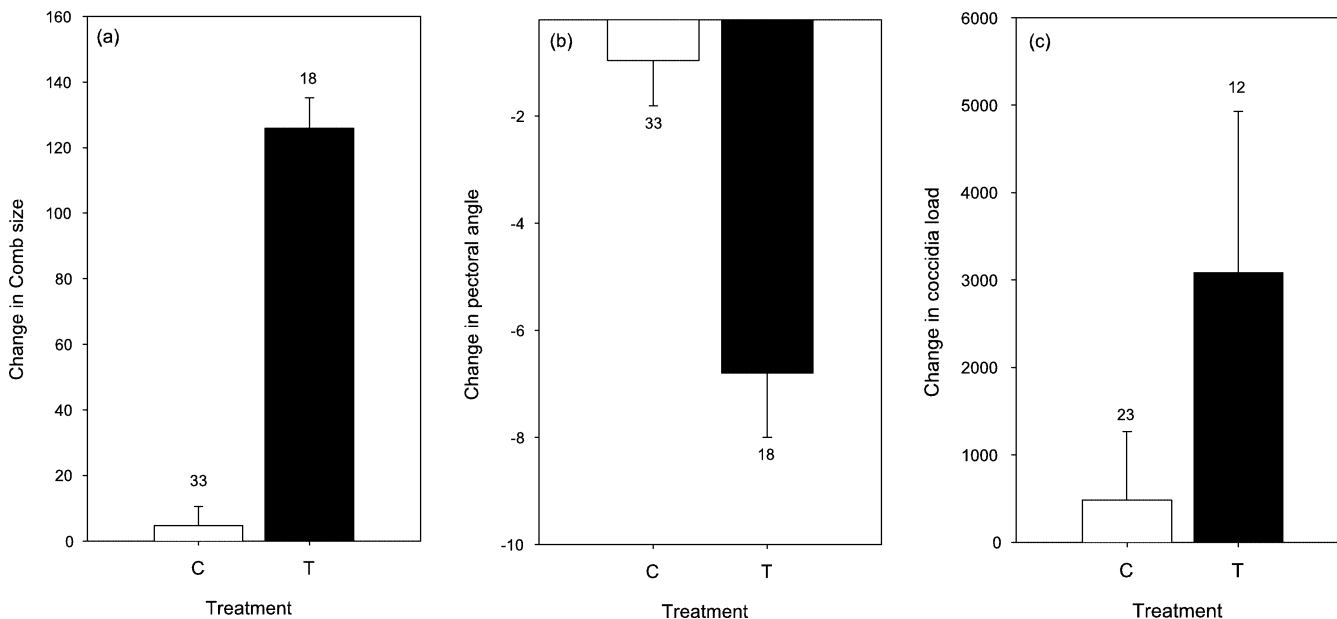 (a)
Change in Comb size
160
140
120
100
80
60
40
20
0
33
18
C
T
Treatment
(b)
Change in pectoral angle
-2
-4
-6
-8
-10
33
18
C
T
Treatment
(c)
Change in coccidia load
6000
5000
4000
3000
2000
1000
0
23
12
C
T
Treatment